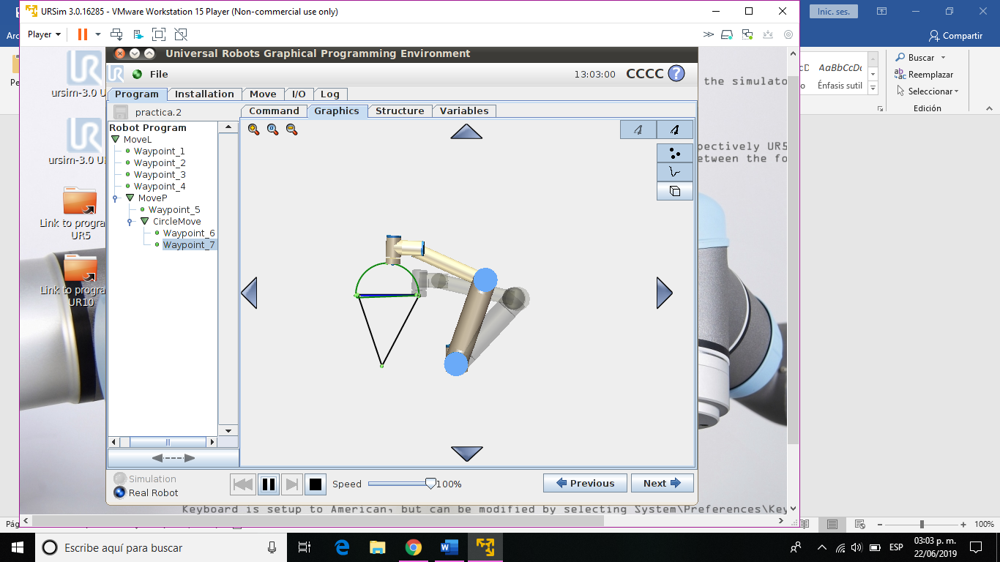 URSim 3.0.16285 - VMware Workstation 15 Player (Non-commercial use only)
Inic. ses.
Player
Compartir
Universal Robots Graphical Programming Environment
Buscar
AaBbCcDc
UR
UR
File
13:03:00
CCCC
?
Reemplazar
ursim-3.0 UR
the simulato
Énfasis sutil
Seleccionar
Program
Installation
Move
I/O
Log
Edición
practica.2
Command
Graphics
Structure
Variables
Robot Program
MoveL
Waypoint_1
pectively UR5
Waypoint_2
etween the fo
Waypoint_3
Waypoint_4
MoveP
Waypoint_5
CircleMove
Waypoint_6
Waypoint_7
UR
ursim-3.0 U
Link to progra
UR5
Link to progra
UR10
Simulation
Real Robot
Speed
100%
Previous
Next
Keyboard is setup to American, but can be modified by selecting System\Preferences\Key
Pág
100%
Escribe aquí para buscar
ESP
03:03 p. m.
22/06/2019